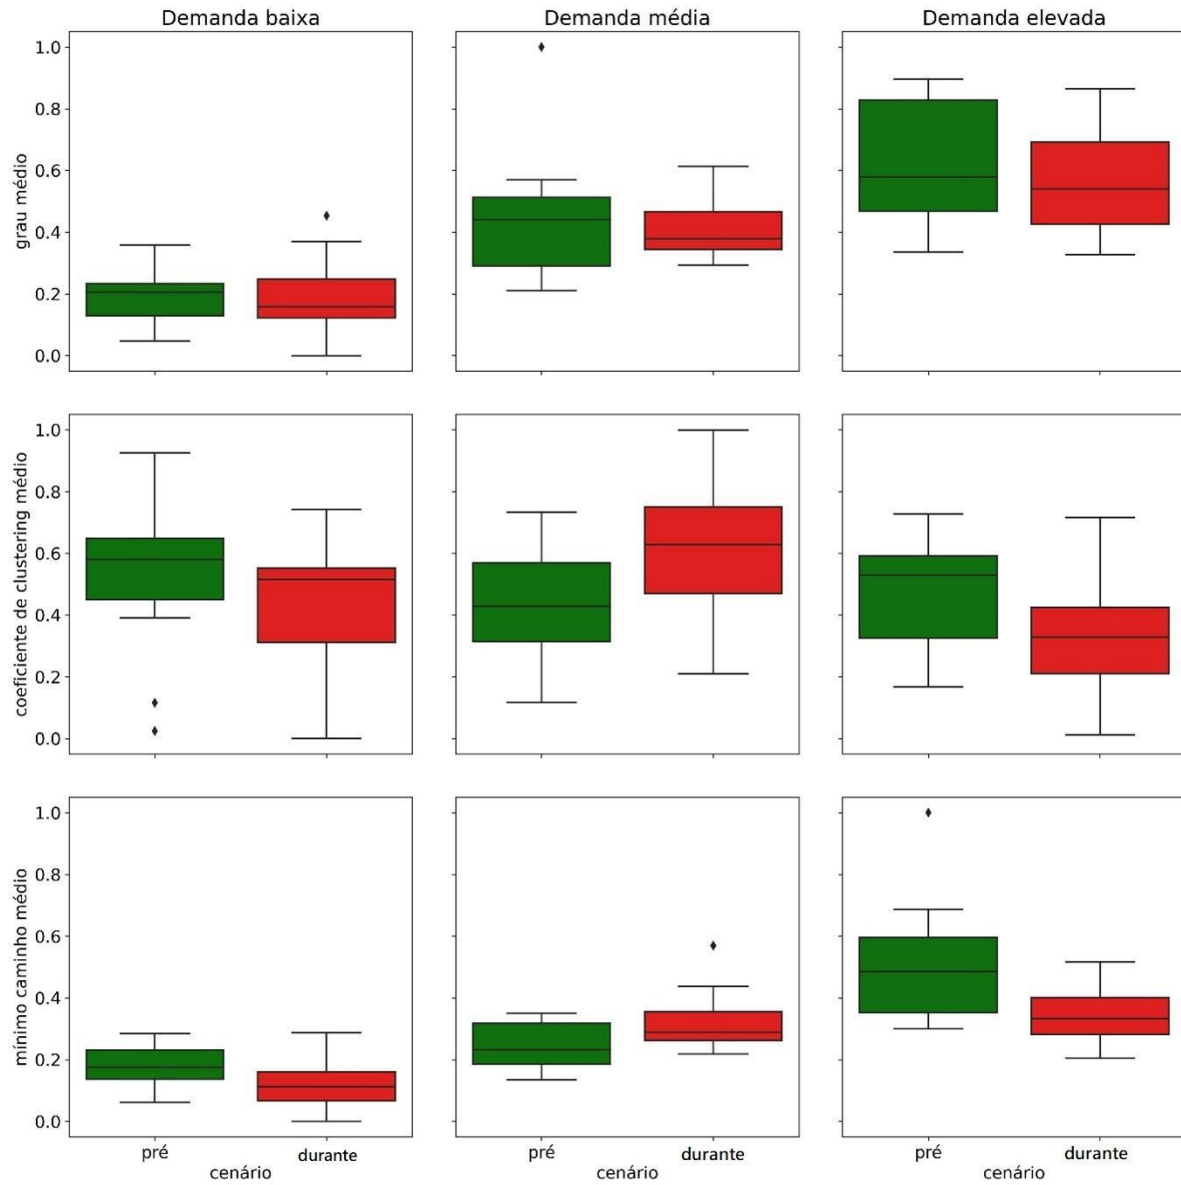 Demanda baixa
Demanda média
Demanda elevada
grau médio
1.0
0.8
0.6
0.4
0.2
0.0
coeficiente de clustering médio
1.0
0.8
0.6
0.4
0.2
0.0
mínimo caminho médio
1.0
0.8
0.6
0.4
0.2
0.0
pré
durante
cenário
pré
durante
cenário
pré
durante
cenário